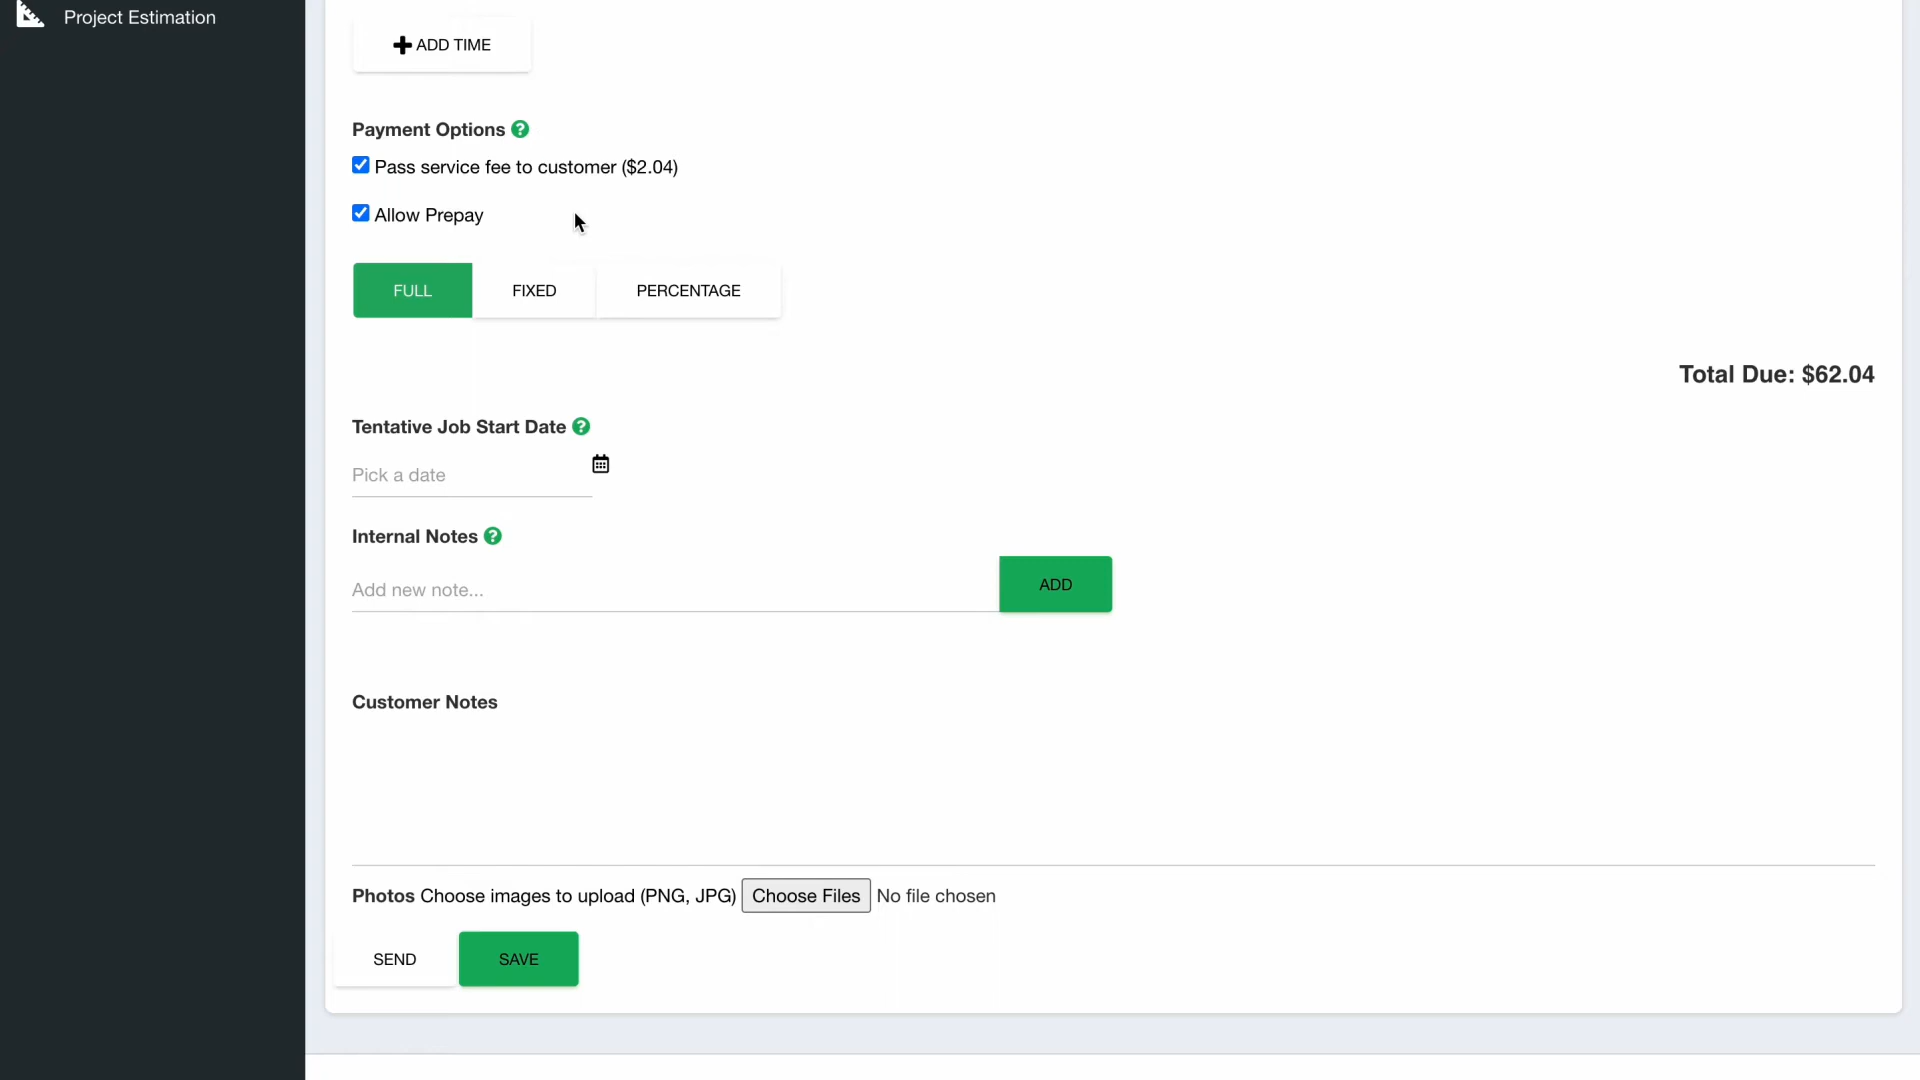 Project Estimation
ADD TIME
Payment Options ?
Pass service fee to customer ($2.04)
Allow Prepay
FULL FIXED PERCENTAGE
Total Due: $62.04
Tentative Job Start Date ?
Pick a date
Internal Notes ?
Add new note... ADD
Customer Notes
Photos Choose images to upload (PNG, JPG) Choose Files No file chosen
SEND SAVE